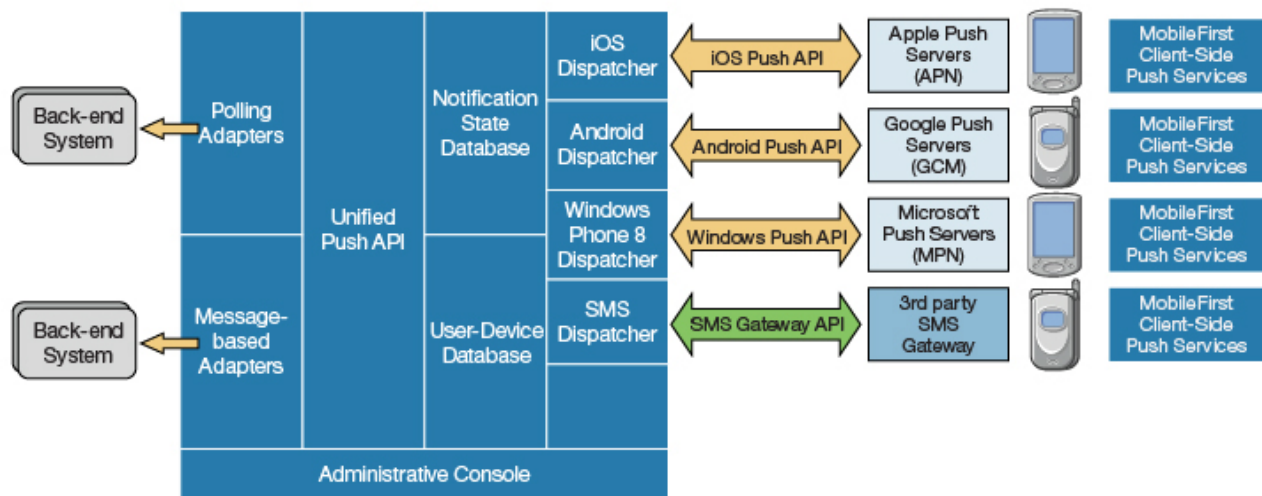 Back-end
System
Back-end
System
Polling
Adapters
Message-
based
Adapters
Unified
Push API
Notification
State
Database
User-Device
Database
iOS
Dispatcher
Android
Dispatcher
Windows
Phone 8
Dispatcher
SMS
Dispatcher
Administrative Console
iOS Push API
Android Push API
Windows Push API
SMS Gateway API
Apple Push
Servers
(APN)
Google Push
Servers
(GCM)
Microsoft
Push Servers
(MPN)
3rd party
SMS
Gateway
MobileFirst
Client-Side
Push Services
MobileFirst
Client-Side
Push Services
MobileFirst
Client-Side
Push Services
MobileFirst
Client-Side
Push Services